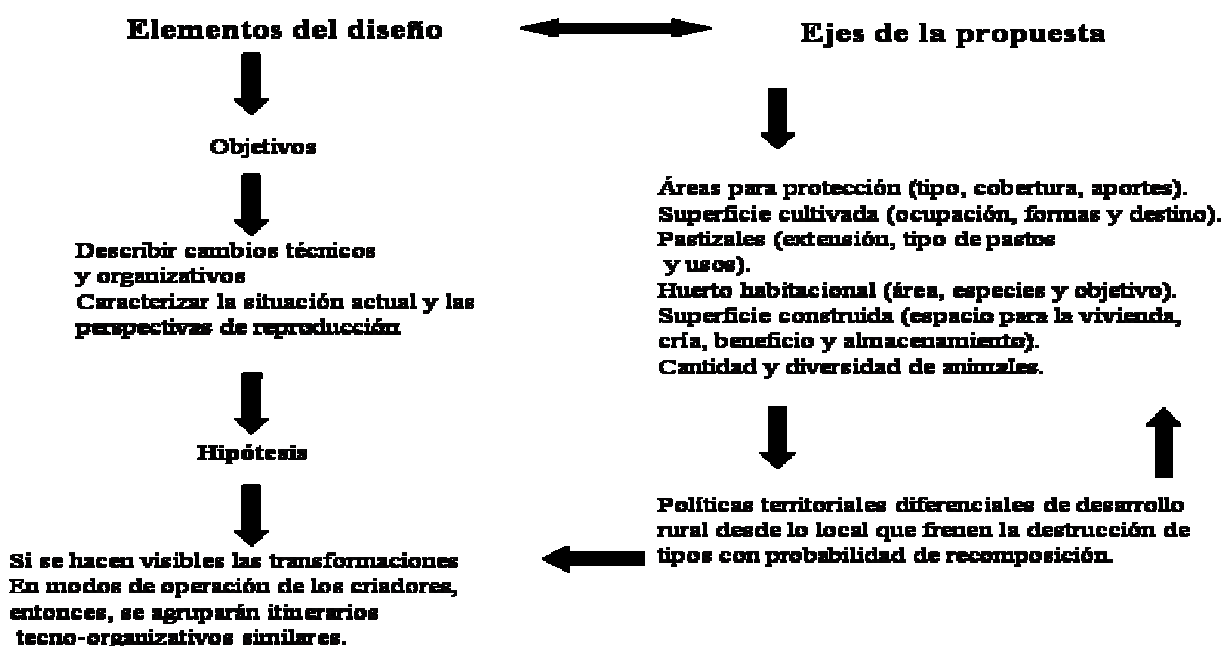 Elementos del diseño
Ejes de la propuesta
Objetivos
Describir cambios técnicos
y organizativos
Caracterizar la situación actual y las
perspectivas de reproducción
Hipótesis
Si se hacen visibles las transformaciones
En modos de operación de los criadores,
entonces, se agruparán itinerarios
tecno-organizativos similares.
Áreas para protección (tipo, cobertura, aportes).
Superficie cultivada (ocupación, formas y destino).
Pastizales (extensión, tipo de pastos
y usos).
Huerto habitacional (área, especies y objetivo).
Superficie construida (espacio para la vivienda,
cría, beneficio y almacenamiento).
Cantidad y diversidad de animales.
Políticas territoriales diferenciales de desarrollo
rural desde lo local que frenen la destrucción de
tipos con probabilidad de recomposición.